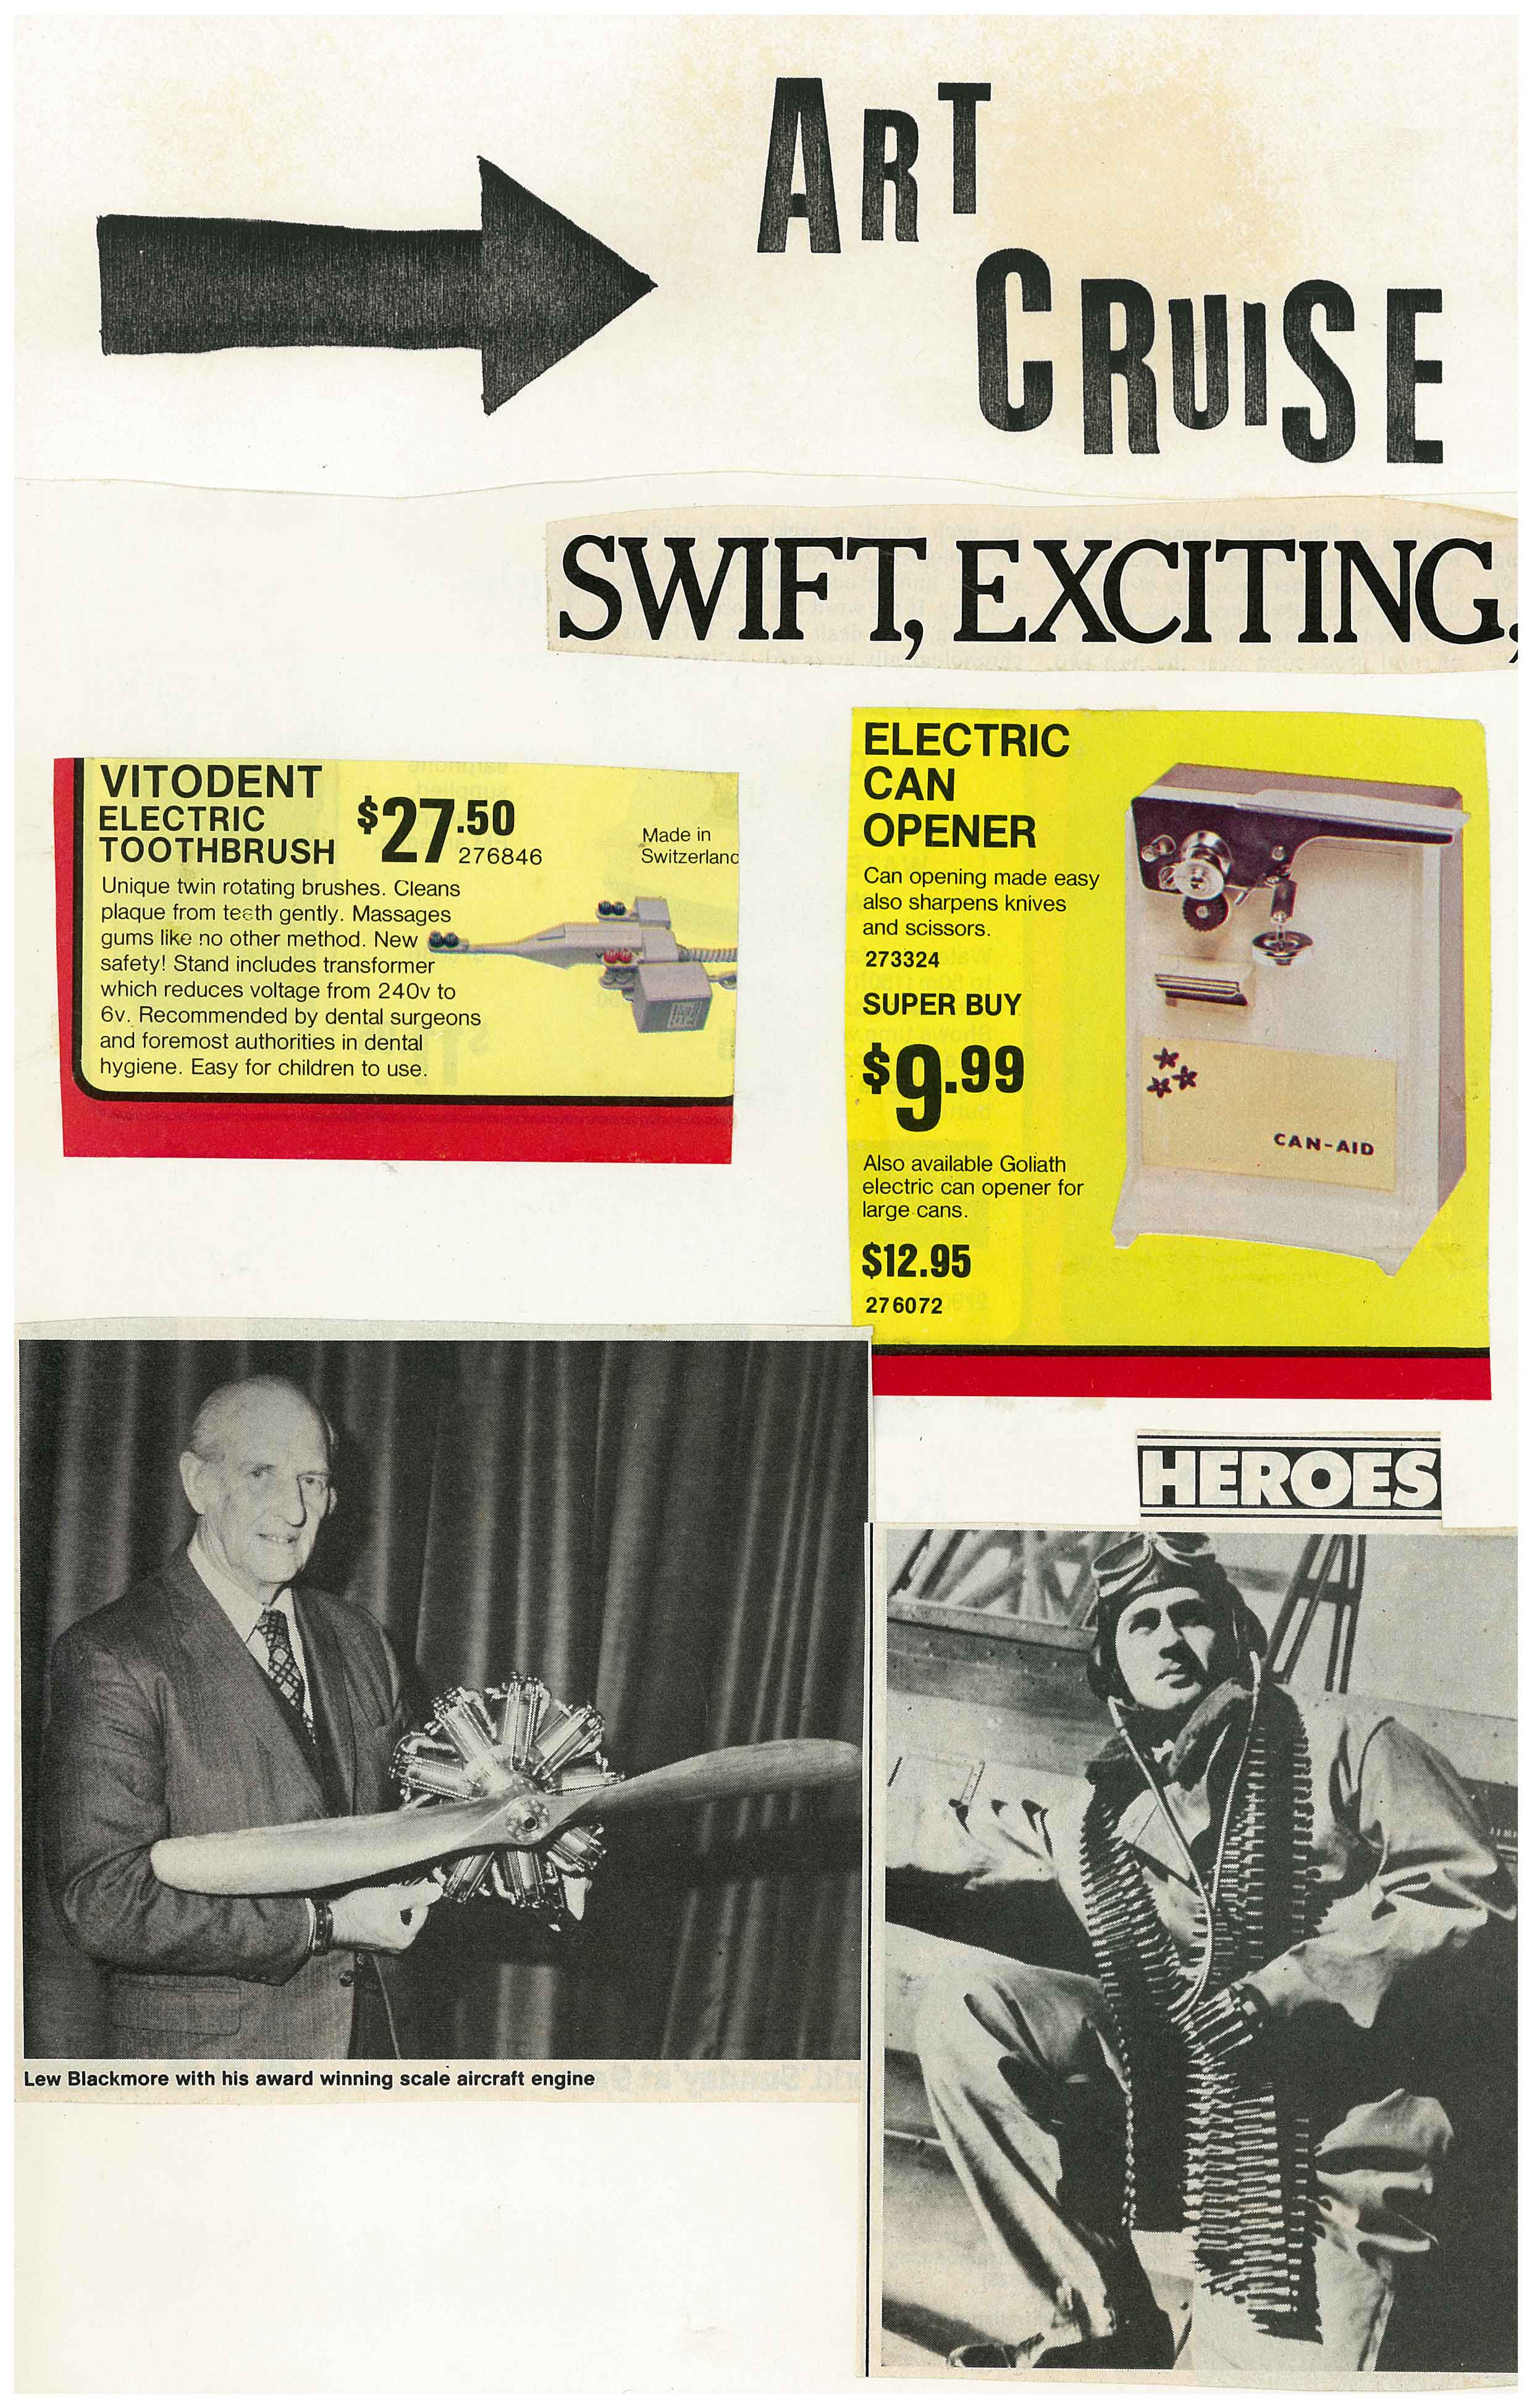 ART
CRUISE
SWIFT, EXCITING,
VITODENT
ELECTRIC
TOOTHBRUSH
$27.50
276846
Made in
Switzerland
Unique twin rotating brushes. Cleans
plaque from teeth gently. Massages
gums like no other method. New
safety! Stand includes transformer
which reduces voltage from 240v to
6v. Recommended by dental surgeons
and foremost authorities in dental
hygiene. Easy for children to use.
ELECTRIC
CAN
OPENER
Can opening made easy
also sharpens knives
and scissors.
273324
SUPER BUY
$9.99
Also available Goliath
electric can opener for
large cans.
$12.95
276072
CAN-AID
Lew Blackmore with his award winning scale aircraft engine
HEROES